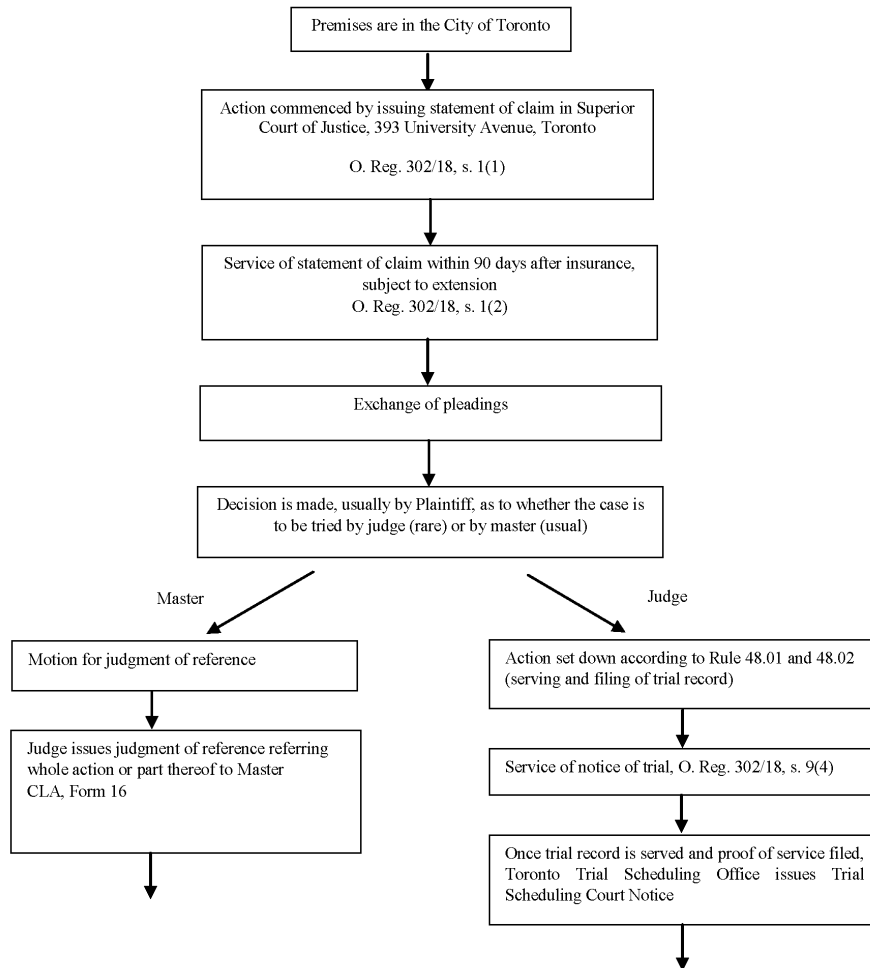 Premises are in the City of Toronto
Action commenced by issuing statement of claim in Superior
Court of Justice, 393 University Avenue, Toronto
O. Reg. 302/18, s. 1(1)
Service of statement of claim within 90 days after insurance,
subject to extension
O. Reg. 302/18, s. 1(2)
Exchange of pleadings
Decision is made, usually by Plaintiff, as to whether the case is
to be tried by judge (rare) or by master (usual)
Master
Judge
Motion for judgment of reference
Judge issues judgment of reference referring
whole action or part thereof to Master
CLA, Form 16
Action set down according to Rule 48.01 and 48.02
(serving and filing of trial record)
Service of notice of trial, O. Reg. 302/18, s. 9(4)
Once trial record is served and proof of service filed,
Toronto Trial Scheduling Office issues Trial
Scheduling Court Notice